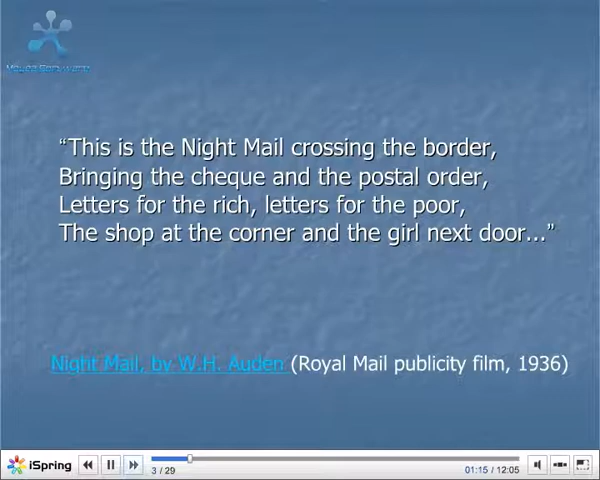 “This is the Night Mail crossing the border,
Bringing the cheque and the postal order,
Letters for the rich, letters for the poor,
The shop at the corner and the girl next door...”
Night Mail, by W.H. Auden (Royal Mail publicity film, 1936)
iSpring
3 / 29
01:15 / 12:05